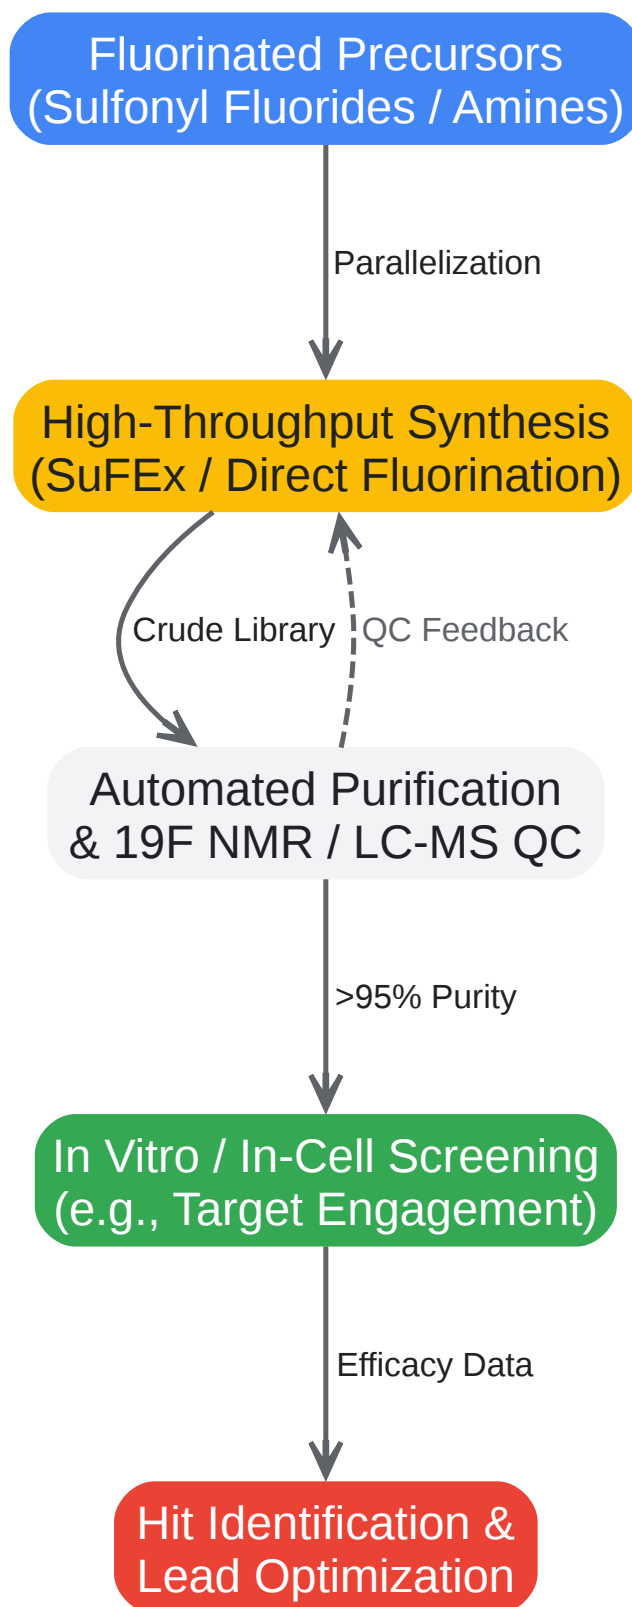 Fluorinated Precursors
(Sulfonyl Fluorides / Amines)
Parallelization
High-Throughput Synthesis
(SuFEx / Direct Fluorination)
Crude Library
QC Feedback
Automated Purification
& 19F NMR / LC-MS QC
>95% Purity
In Vitro / In-Cell Screening
(e.g., Target Engagement)
Efficacy Data
Hit Identification &
Lead Optimization